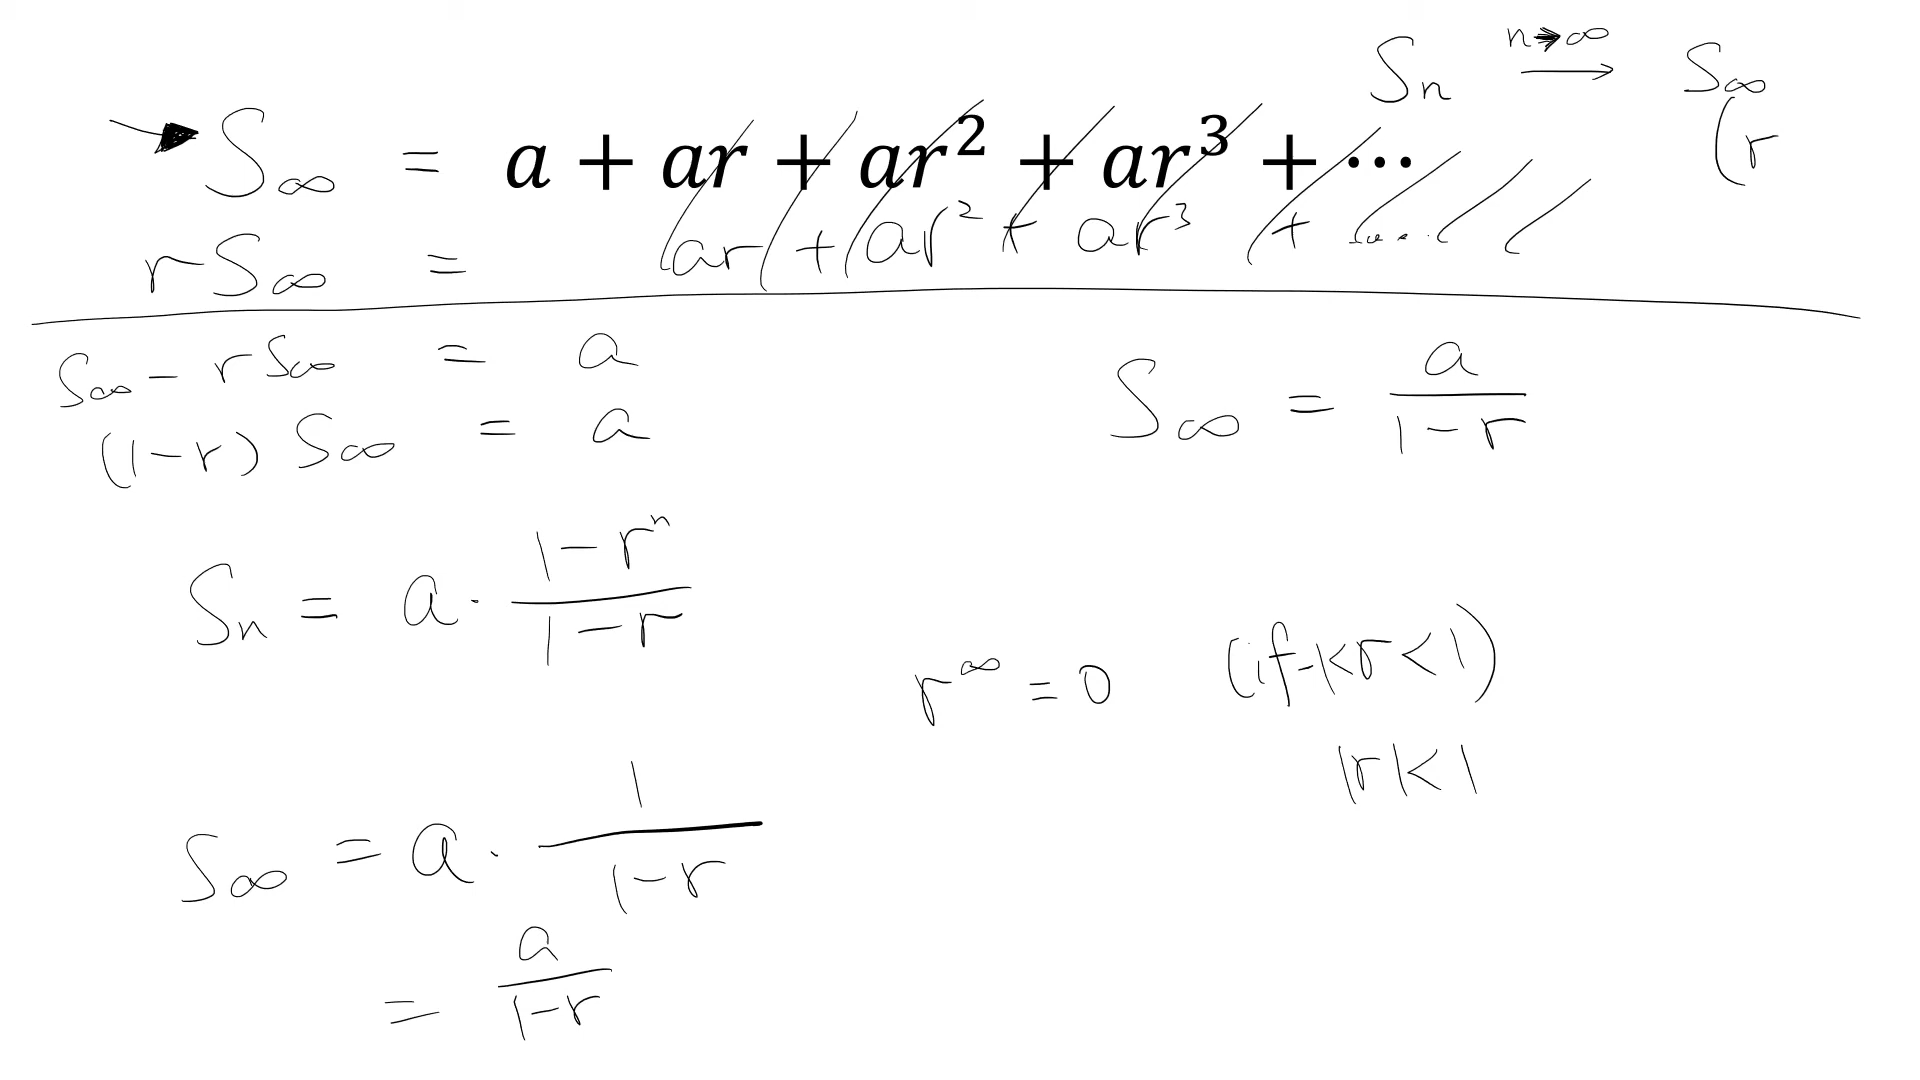 Sₙ n→∞ → S∞
(r
S∞ = a + ar + ar² + ar³ + ⋯
rS∞ = ar + ar² + ar³ + .....
S∞ - rS∞ = a
(1-r) S∞ = a
S∞ = a/(1-r)
Sₙ = a · (1-rⁿ)/(1-r)
r^∞ = 0 (if -1<r<1)
|r|<1
S∞ = a · 1/(1-r)
= a/(1-r)